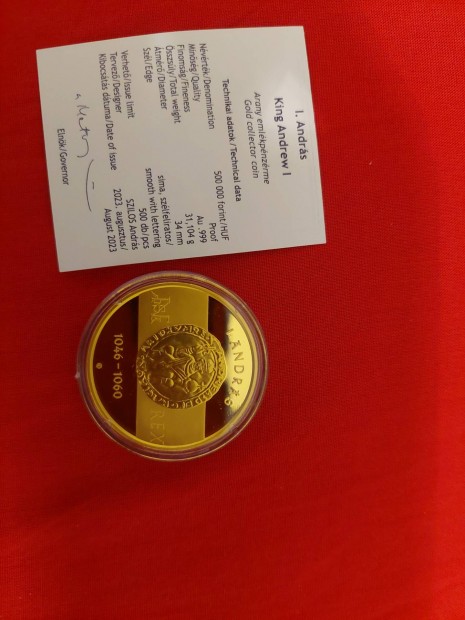 I. András
King Andrew I
Arany emlékpénzérme
Gold collector coin
Technikai adatok/Technical data
Névérték/Denomination 500 000 forint/HUF
Minőség/Quality Proof
Finomság/Fineness Au .999
Összsúly/Total weight 31,104 g
Átmérő/Diameter 34 mm
Szél/Edge sima, szélfeliratos/
smooth with lettering
Verhető/Issue limit 500 db/pcs
Tervező/Designer SZILOS András
Kibocsátás dátuma/Date of issue 2023. augusztus/
August 2023
Elnök/Governor
I. ANDRÁS
REX
1046–1060